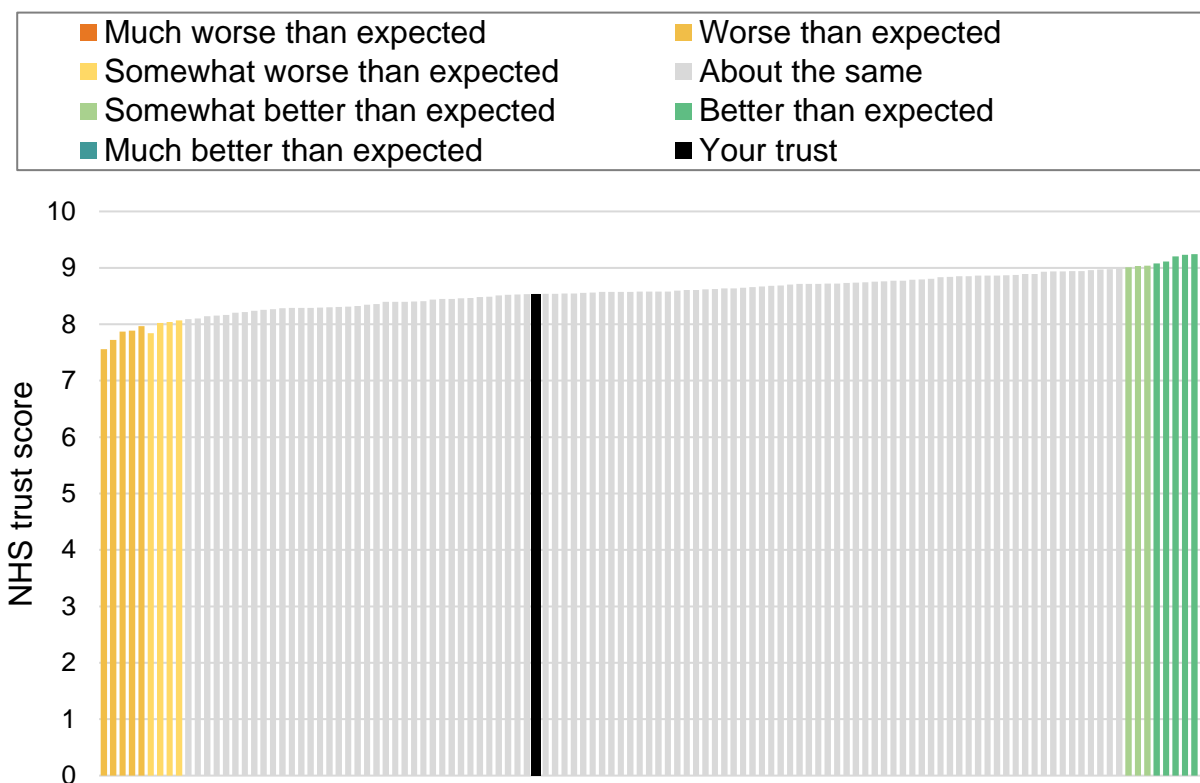 Much worse than expected Worse than expected
Somewhat worse than expected About the same
Somewhat better than expected Better than expected
Much better than expected Your trust
10
9
8
7
6
5
4
3
2
1
0
NHS trust score